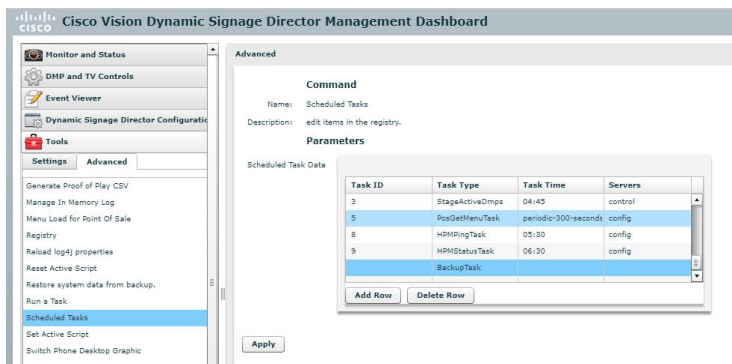 CISCO
Cisco Vision Dynamic Signage Director Management Dashboard
Monitor and Status
DMP and TV Controls
Event Viewer
Dynamic Signage Director Configuratio
Tools
Settings
Advanced
Generate Proof of Play CSV
Manage In Memory Log
Menu Load for Point Of Sale
Registry
Reload log4j properties
Reset Active Script
Restore system data from backup.
Run a Task
Scheduled Tasks
Set Active Script
Switch Phone Desktop Graphic
Advanced
Command
Name: Scheduled Tasks
Description: edit items in the registry.
Parameters
Scheduled Task Data
Task ID Task Type Task Time Servers
3 StageActiveDmps 04:45 control
5 PosGetMenuTask periodic-300-seconds config
8 HPMPingTask 05:30 config
9 HPMStatusTask 06:30 config
BackupTask
Add Row Delete Row
Apply